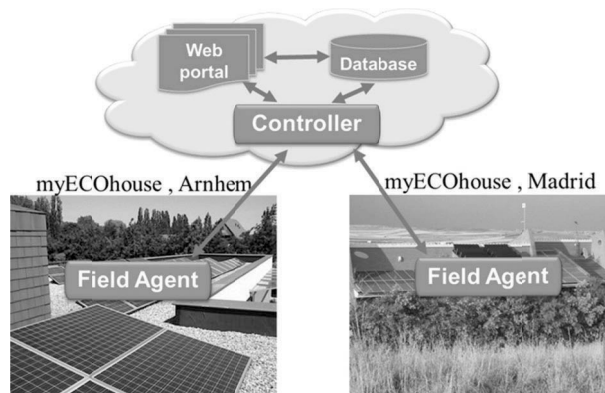 Web
portal
Database
Controller
myECOhouse , Arnhem
myECOhouse , Madrid
Field Agent
Field Agent